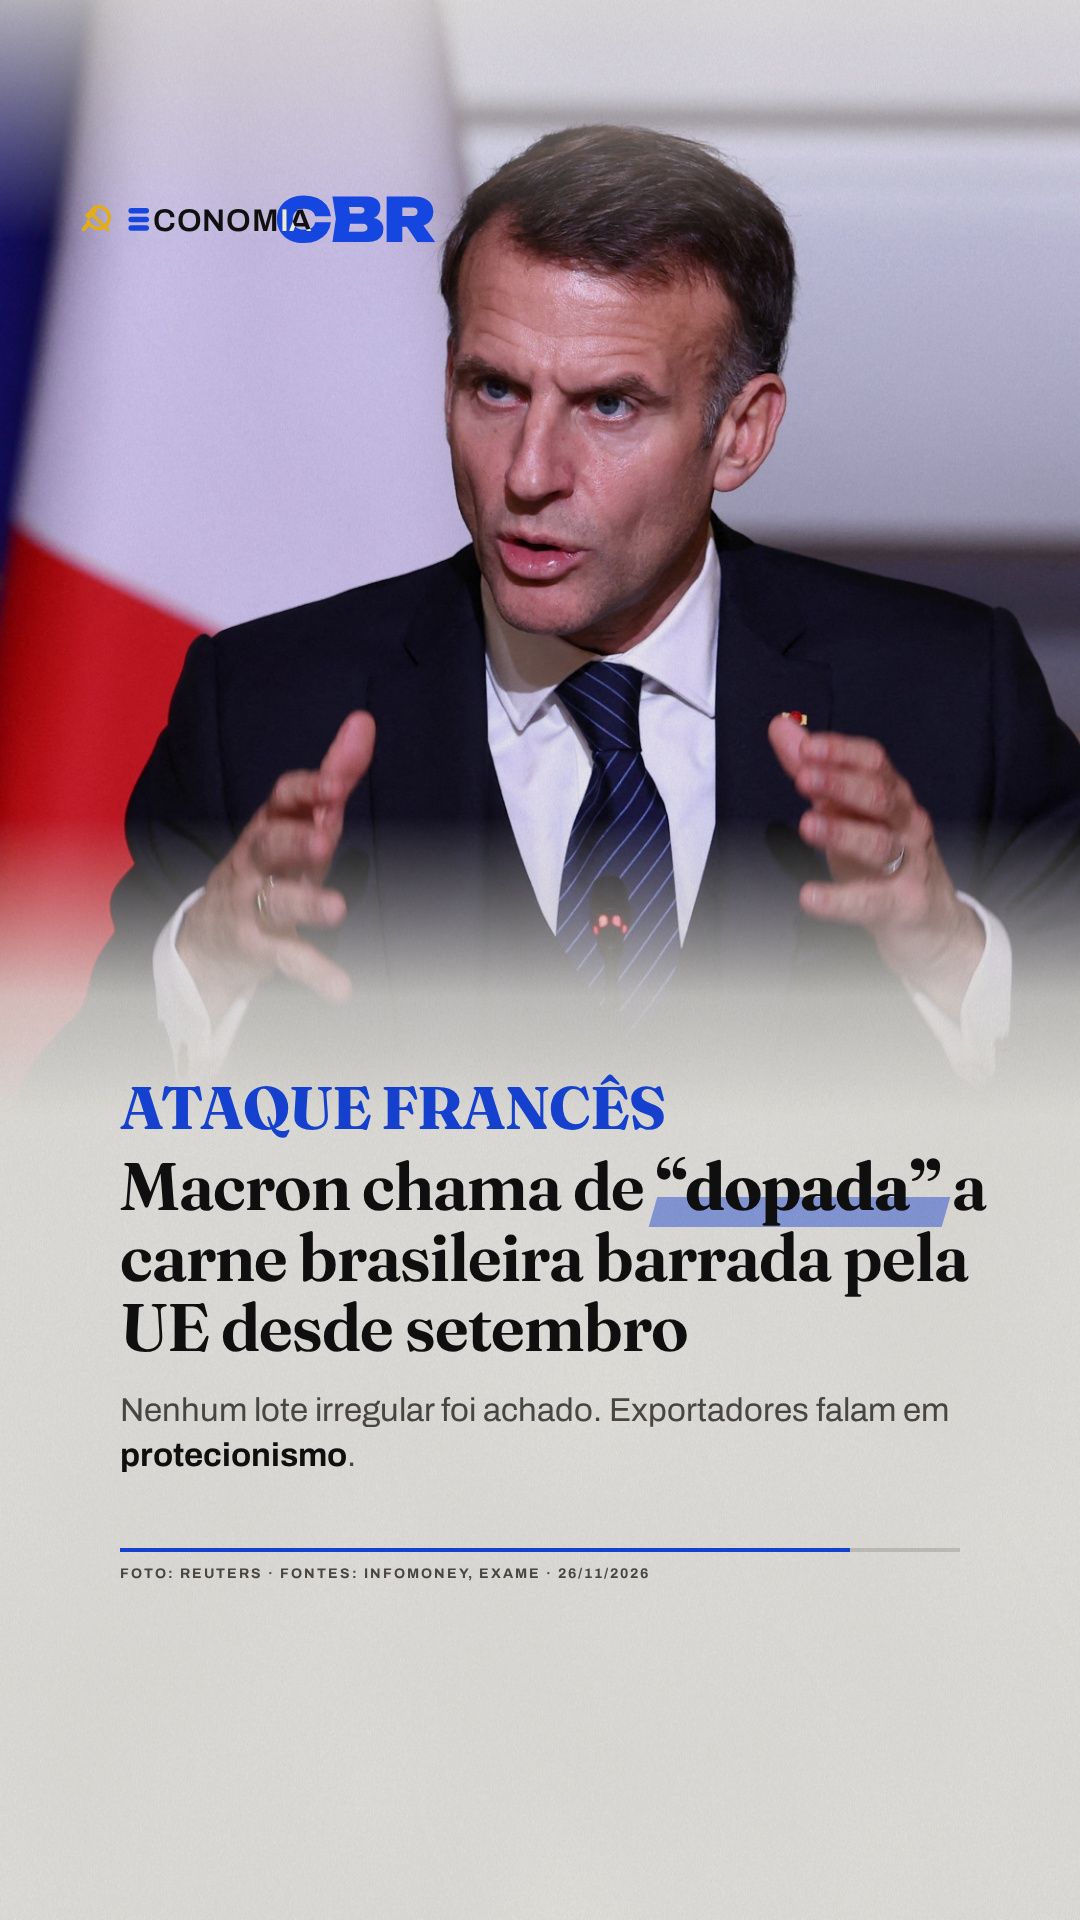 ECONOMIA CBR
ATAQUE FRANCÊS
Macron chama de “dopada” a
carne brasileira barrada pela
UE desde setembro
Nenhum lote irregular foi achado. Exportadores falam em
protecionismo.
FOTO: REUTERS · FONTES: INFOMONEY, EXAME · 26/11/2026